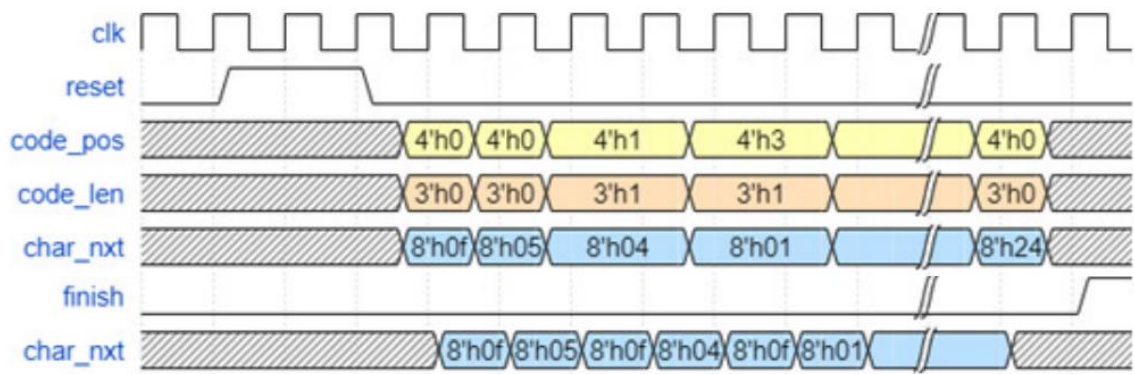 clk
reset
code_pos 4'h0 4'h0 4'h1 4'h3 4'h0
code_len 3'h0 3'h0 3'h1 3'h1 3'h0
char_nxt 8'h0f 8'h05 8'h04 8'h01 8'h24
finish
char_nxt 8'h0f 8'h05 8'h0f 8'h04 8'h0f 8'h01